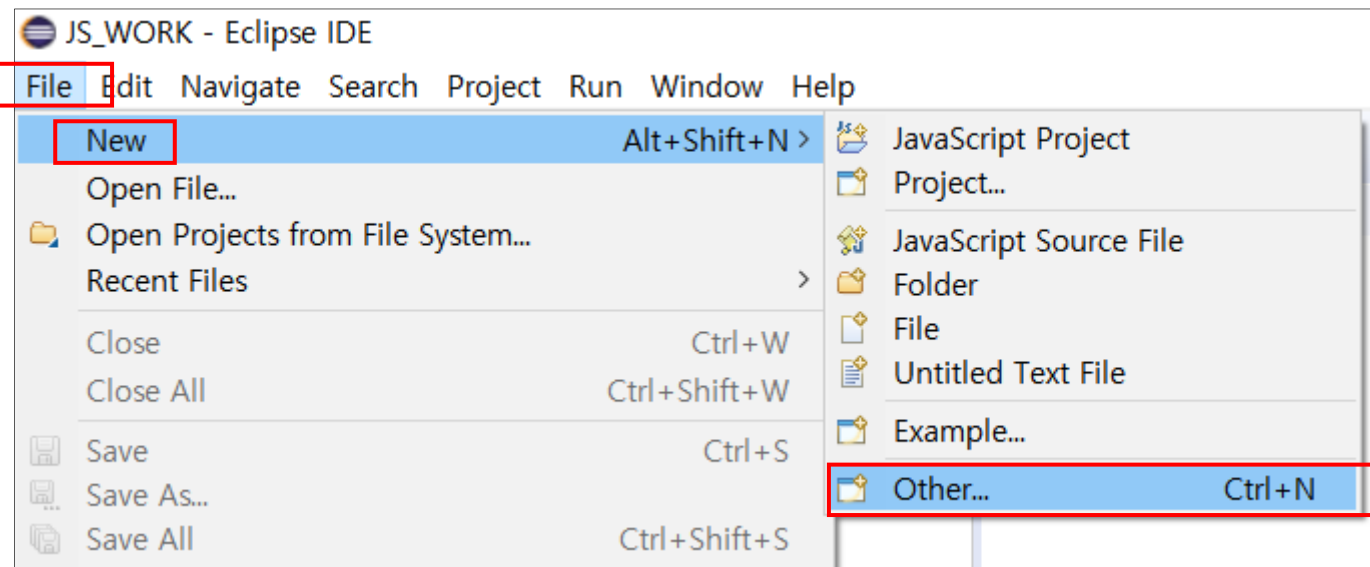 JS_WORK - Eclipse IDE
File Edit Navigate Search Project Run Window Help
New Alt+Shift+N >
Open File...
Open Projects from File System...
Recent Files >
Close Ctrl+W
Close All Ctrl+Shift+W
Save Ctrl+S
Save As...
Save All Ctrl+Shift+S
JavaScript Project
Project...
JavaScript Source File
Folder
File
Untitled Text File
Example...
Other... Ctrl+N